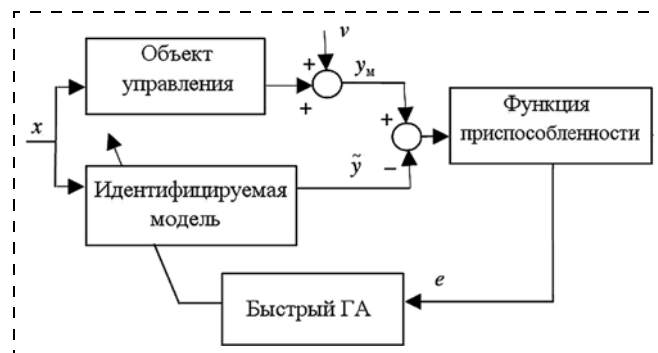 Объект
управления
v
+
+
y_м
x
Функция
приспособленности
+
−
ỹ
Идентифицируемая
модель
e
Быстрый ГА